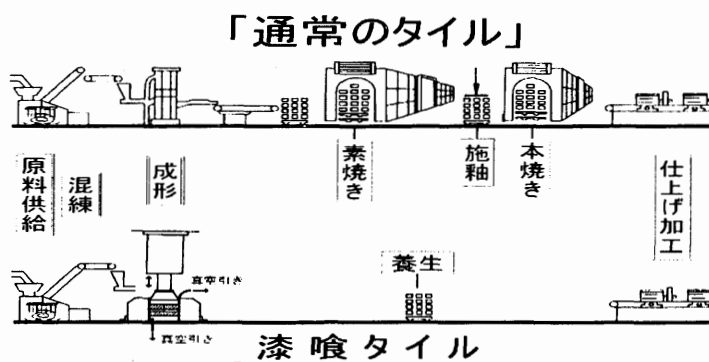 「通常のタイル」
原料供給
混練
成形
素焼き
施釉
本焼き
仕上げ加工
養生
真空引き
真空引き
漆喰タイル